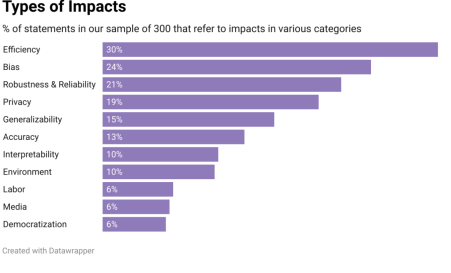 Types of Impacts
% of statements in our sample of 300 that refer to impacts in various categories
Efficiency 30%
Bias 24%
Robustness & Reliability 21%
Privacy 19%
Generalizability 15%
Accuracy 13%
Interpretability 10%
Environment 10%
Labor 6%
Media 6%
Democratization 6%
Created with Datawrapper